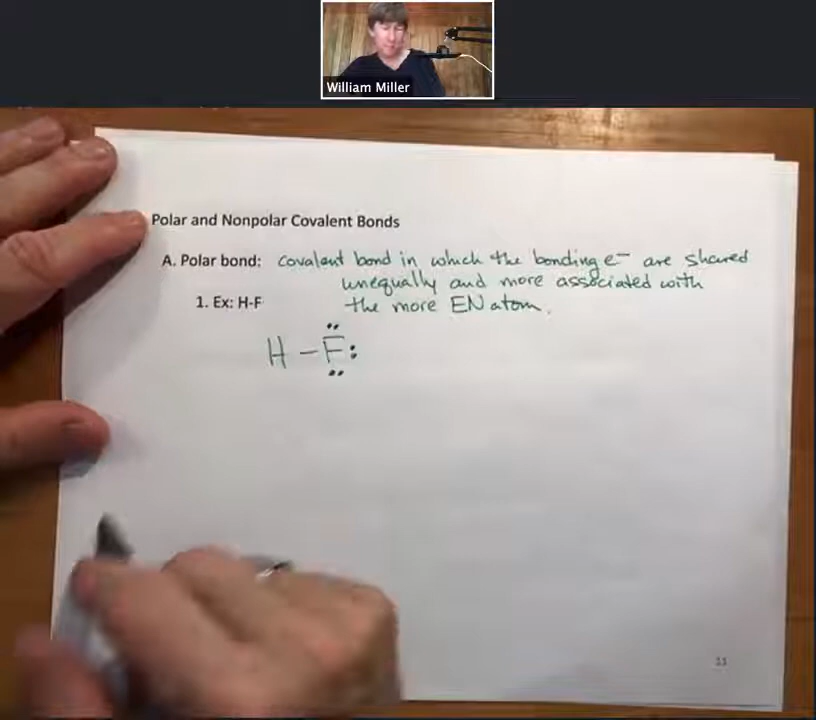 William Miller
Polar and Nonpolar Covalent Bonds
A. Polar bond: covalent bond in which the bonding e⁻ are shared
unequally and more associated with
1. Ex: H-F the more EN atom.
H – F
11